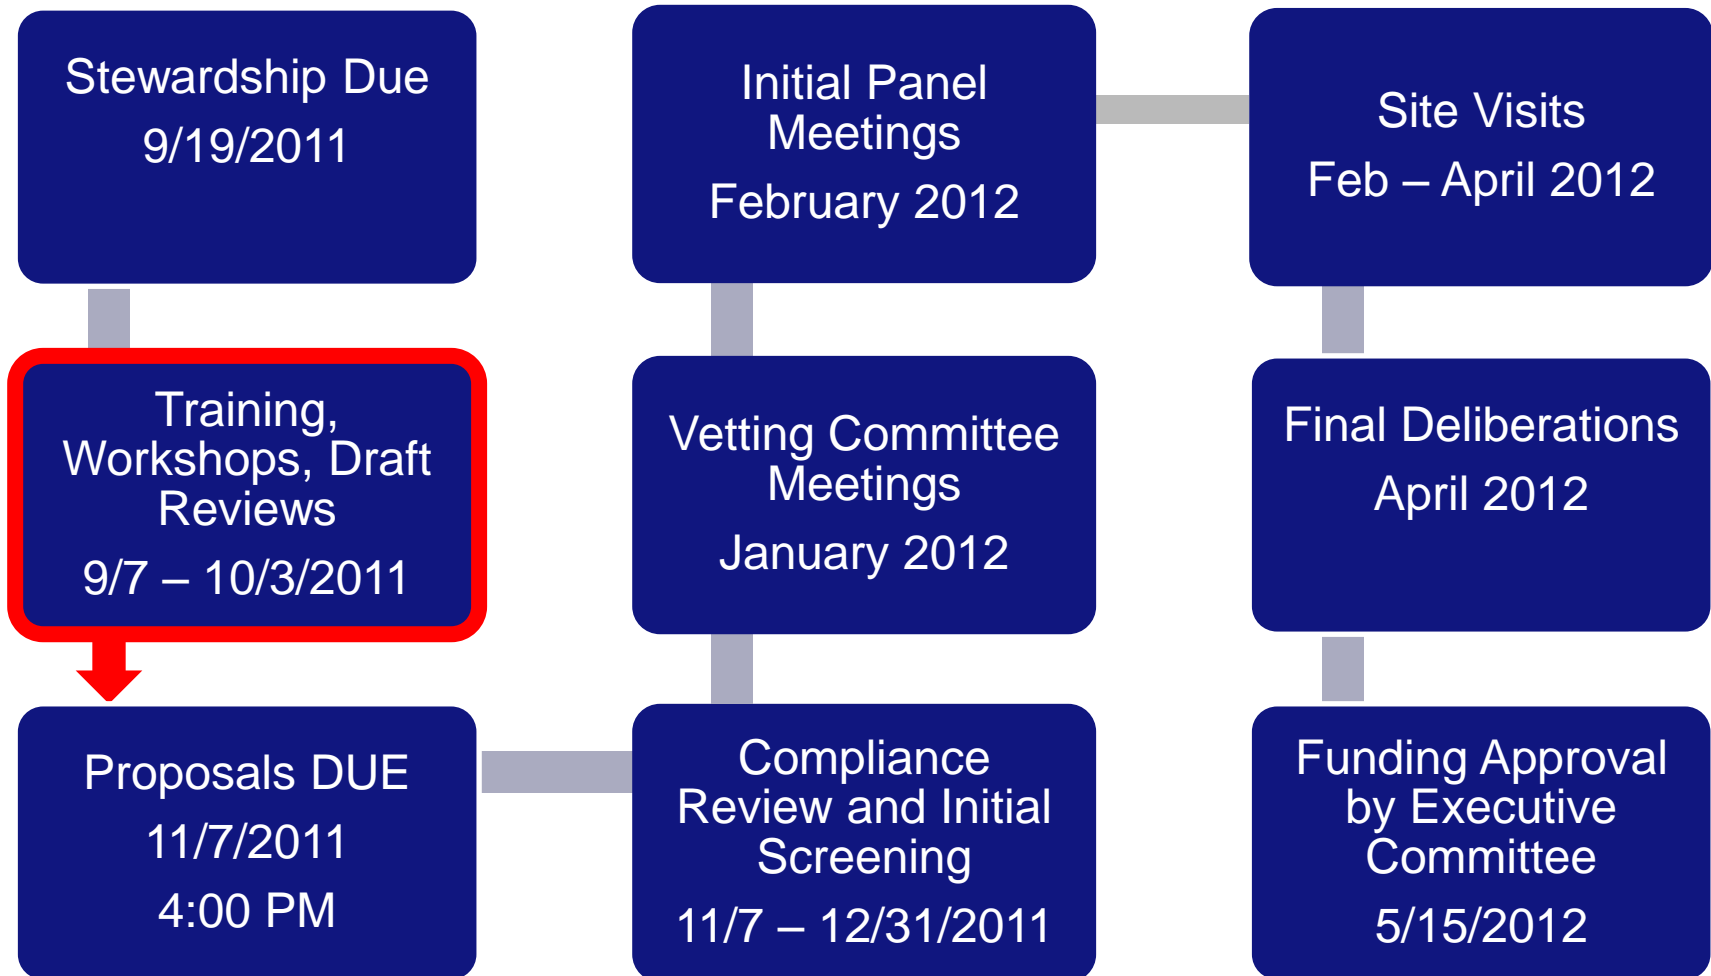 Stewardship Due
9/19/2011
Training,
Workshops, Draft
Reviews
9/7 – 10/3/2011
Proposals DUE
11/7/2011
4:00 PM
Compliance
Review and Initial
Screening
11/7 – 12/31/2011
Vetting Committee
Meetings
January 2012
Initial Panel
Meetings
February 2012
Site Visits
Feb – April 2012
Final Deliberations
April 2012
Funding Approval
by Executive
Committee
5/15/2012